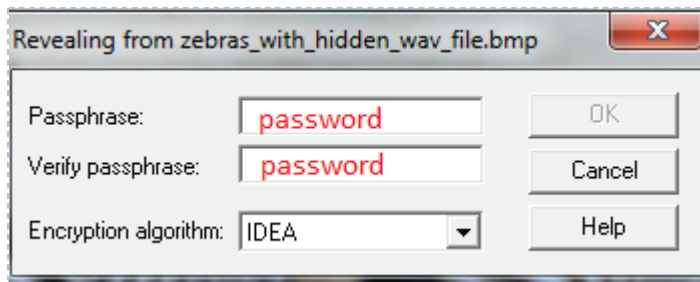 Revealing from zebras_with_hidden_wav_file.bmp
X
Passphrase: password OK
Verify passphrase: password Cancel
Encryption algorithm: IDEA Help